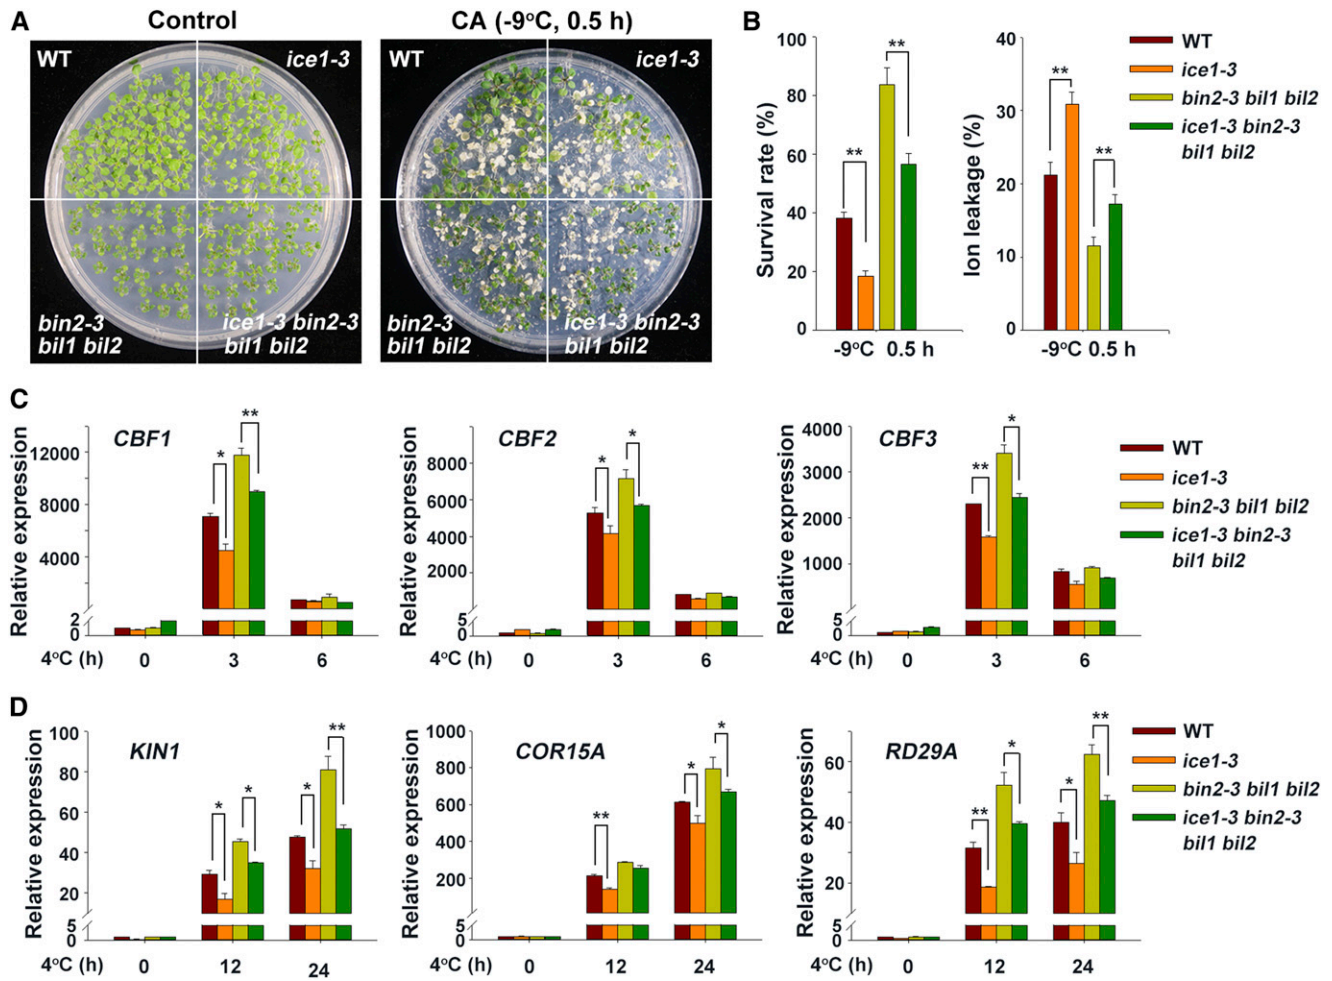 A
Control
CA (-9°C, 0.5 h)
WT
ice1-3
bin2-3
bil1 bil2
ice1-3 bin2-3
bil1 bil2
WT
ice1-3
bin2-3
bil1 bil2
ice1-3 bin2-3
bil1 bil2
B
Survival rate (%)
100
80
60
40
20
0
**
**
-9°C 0.5 h
Ion leakage (%)
40
30
20
10
0
**
**
-9°C 0.5 h
WT
ice1-3
bin2-3 bil1 bil2
ice1-3 bin2-3
bil1 bil2
C
Relative expression
CBF1
12000
8000
4000
2
0
*
**
4°C (h)
0
3
6
Relative expression
CBF2
8000
6000
4000
2000
5
0
*
*
4°C (h)
0
3
6
Relative expression
CBF3
4000
3000
2000
1000
5
0
**
*
4°C (h)
0
3
6
WT
ice1-3
bin2-3 bil1 bil2
ice1-3 bin2-3
bil1 bil2
D
Relative expression
KIN1
100
80
60
40
20
5
0
*
*
*
**
4°C (h)
0
12
24
Relative expression
COR15A
1000
800
600
400
200
5
0
**
*
*
4°C (h)
0
12
24
Relative expression
RD29A
60
40
20
5
0
**
*
*
**
4°C (h)
0
12
24
WT
ice1-3
bin2-3 bil1 bil2
ice1-3 bin2-3
bil1 bil2